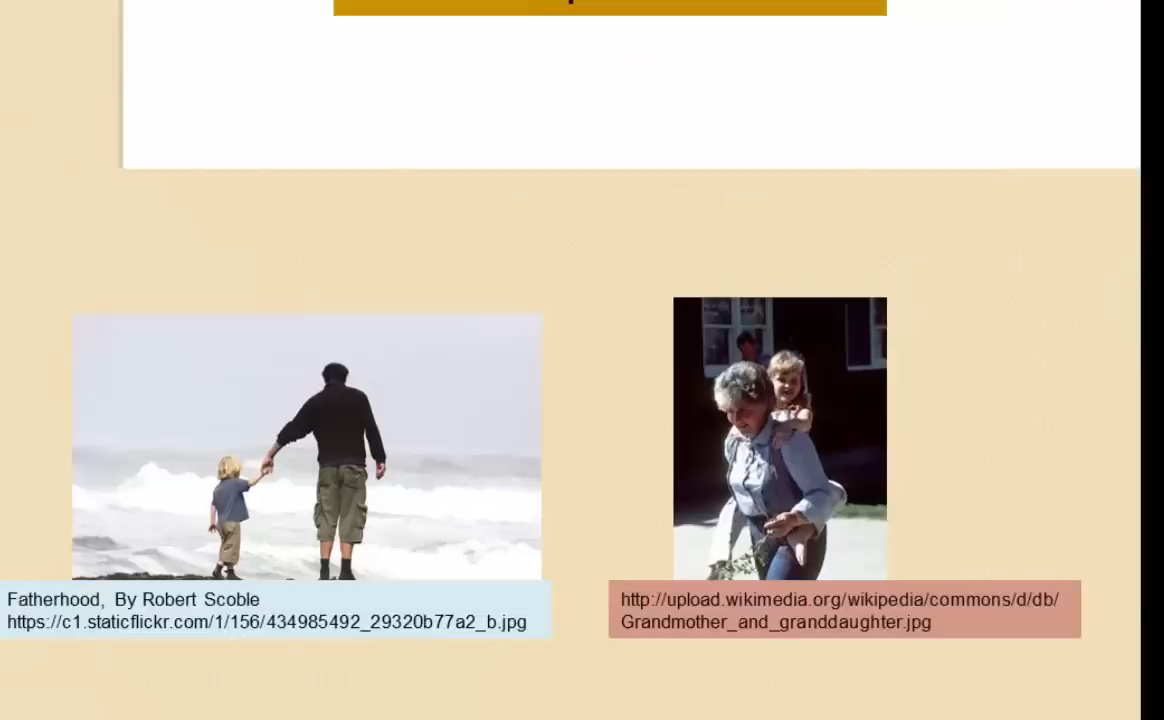 Fatherhood, By Robert Scoble
https://c1.staticflickr.com/1/156/434985492_29320b77a2_b.jpg
http://upload.wikimedia.org/wikipedia/commons/d/db/
Grandmother_and_granddaughter.jpg